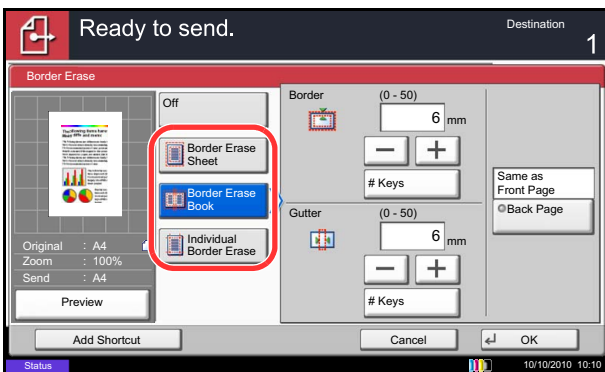 Ready to send.
Destination
1
Border Erase
Off
Border Erase
Sheet
Border Erase
Book
Individual
Border Erase
Original : A4
Zoom : 100%
Send : A4
Preview
Border (0 - 50)
6 mm
# Keys
Gutter (0 - 50)
6 mm
# Keys
Same as
Front Page
Back Page
Add Shortcut
Cancel
OK
Status
10/10/2010 10:10